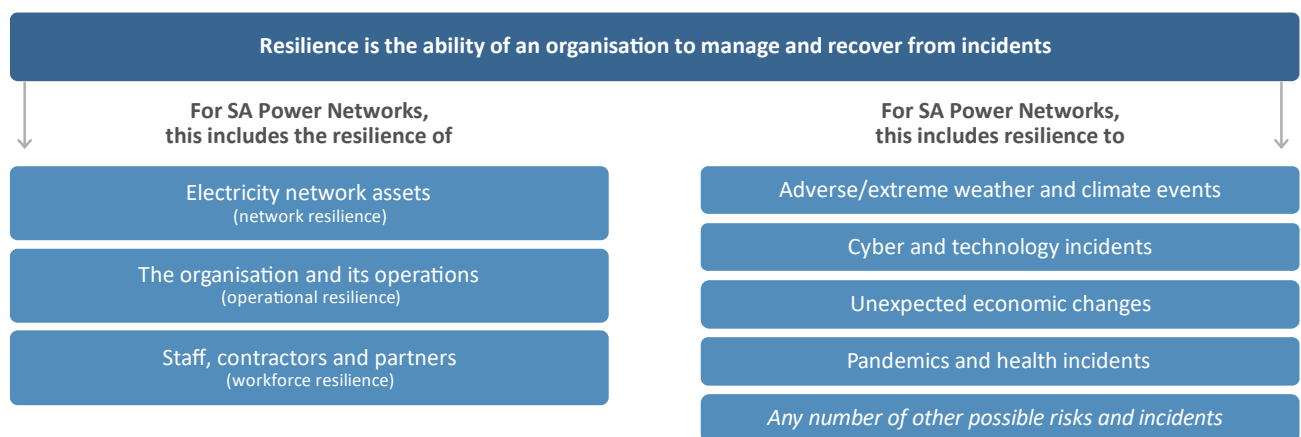 Resilience is the ability of an organisation to manage and recover from incidents
For SA Power Networks,
this includes the resilience of
Electricity network assets
(network resilience)
The organisation and its operations
(operational resilience)
Staff, contractors and partners
(workforce resilience)
For SA Power Networks,
this includes resilience to
Adverse/extreme weather and climate events
Cyber and technology incidents
Unexpected economic changes
Pandemics and health incidents
Any number of other possible risks and incidents